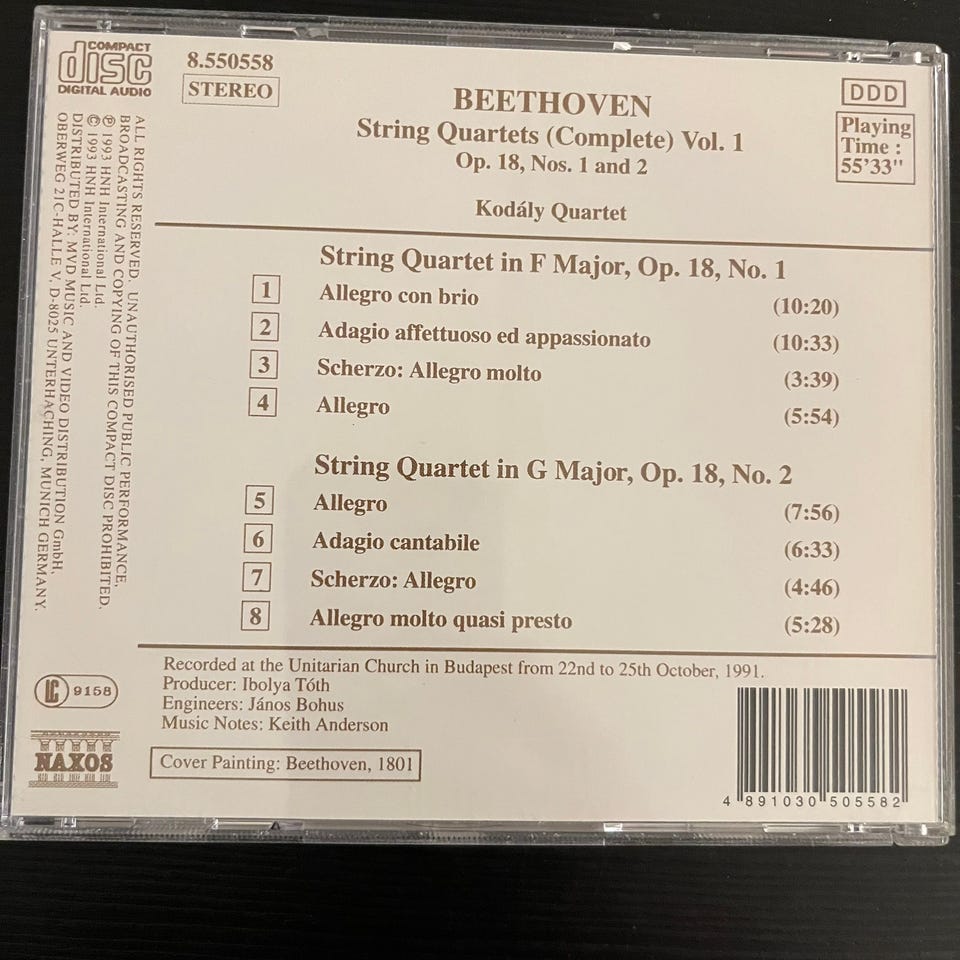 COMPACT
disc
DIGITAL AUDIO
8.550558
STEREO
BEETHOVEN
String Quartets (Complete) Vol. 1
Op. 18, Nos. 1 and 2
Kodály Quartet
DDD
Playing
Time :
55'33"
String Quartet in F Major, Op. 18, No. 1
1 Allegro con brio (10:20)
2 Adagio affettuoso ed appassionato (10:33)
3 Scherzo: Allegro molto (3:39)
4 Allegro (5:54)
String Quartet in G Major, Op. 18, No. 2
5 Allegro (7:56)
6 Adagio cantabile (6:33)
7 Scherzo: Allegro (4:46)
8 Allegro molto quasi presto (5:28)
Recorded at the Unitarian Church in Budapest from 22nd to 25th October, 1991.
Producer: Ibolya Tóth
Engineers: János Bohus
Music Notes: Keith Anderson
Cover Painting: Beethoven, 1801
ALL RIGHTS RESERVED. UNAUTHORISED PUBLIC PERFORMANCE,
BROADCASTING AND COPYING OF THIS COMPACT DISC PROHIBITED.
℗ 1993 HNH International Ltd.
© 1993 HNH International Ltd.
DISTRIBUTED BY: MVD MUSIC AND VIDEO DISTRIBUTION GmbH,
OBERWEG 21C-HALLE V, D-8025 UNTERHACHING, MUNICH GERMANY.
LC 9158
NAXOS
4 891030 505582